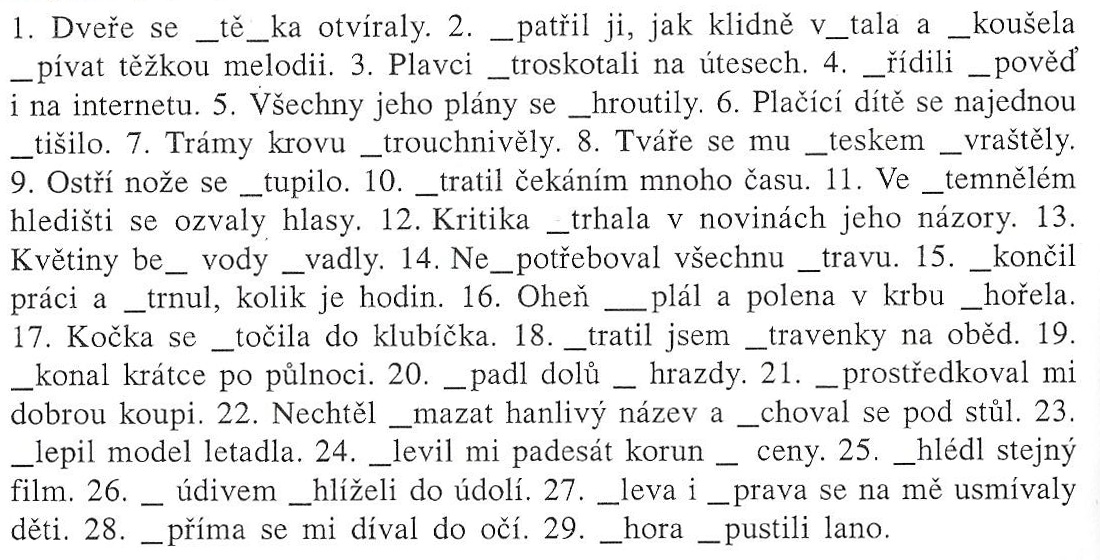 1. Dveře se _tě_ka otvíraly. 2. _patřil ji, jak klidně v_tala a _koušela
_pívat těžkou melodii. 3. Plavci _troskotali na útesech. 4. _řídili _pověď
i na internetu. 5. Všechny jeho plány se _hroutily. 6. Plačící dítě se najednou
_tišilo. 7. Trámy krovu _trouchnivěly. 8. Tváře se mu _teskem _vraštěly.
9. Ostří nože se _tupilo. 10. _tratil čekáním mnoho času. 11. Ve _temnělém
hledišti se ozvaly hlasy. 12. Kritika _trhala v novinách jeho názory. 13.
Květiny be_ vody _vadly. 14. Ne_potřeboval všechnu _travu. 15. _končil
práci a _trnul, kolik je hodin. 16. Oheň __plál a polena v krbu _hořela.
17. Kočka se _točila do klubíčka. 18. _tratil jsem _travenky na oběd. 19.
_konal krátce po půlnoci. 20. _padl dolů _ hrazdy. 21. _prostředkoval mi
dobrou koupi. 22. Nechtěl _mazat hanlivý název a _choval se pod stůl. 23.
_lepil model letadla. 24. _levil mi padesát korun _ ceny. 25. _hlédl stejný
film. 26. _ údivem _hlíželi do údolí. 27. _leva i _prava se na mě usmívaly
děti. 28. _příma se mi díval do očí. 29. _hora _pustili lano.